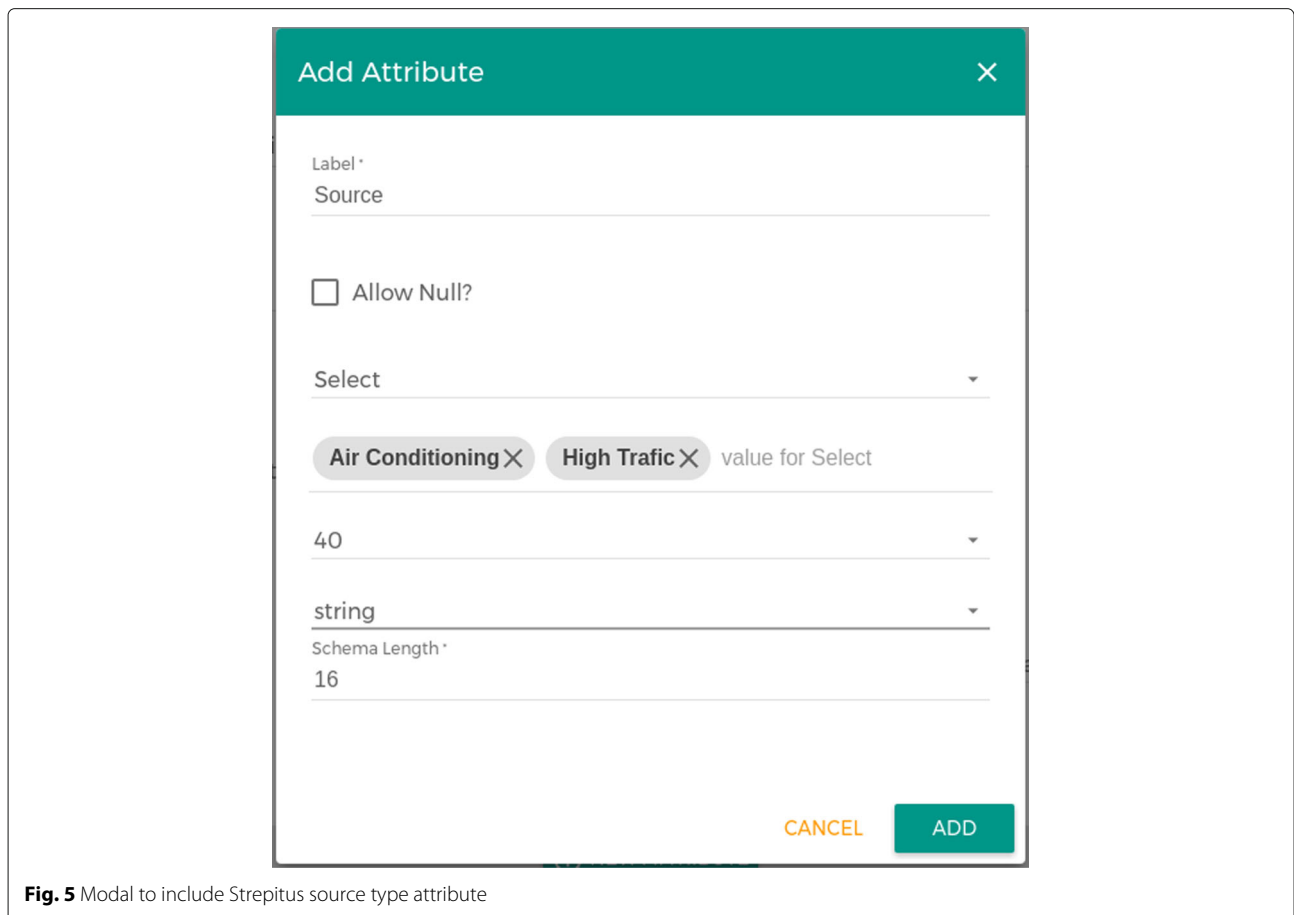 Add Attribute
Label *
Source
Allow Null?
Select
Air Conditioning High Trafic value for Select
40
string
Schema Length *
16
CANCEL ADD
Fig. 5 Modal to include Strepitus source type attribute